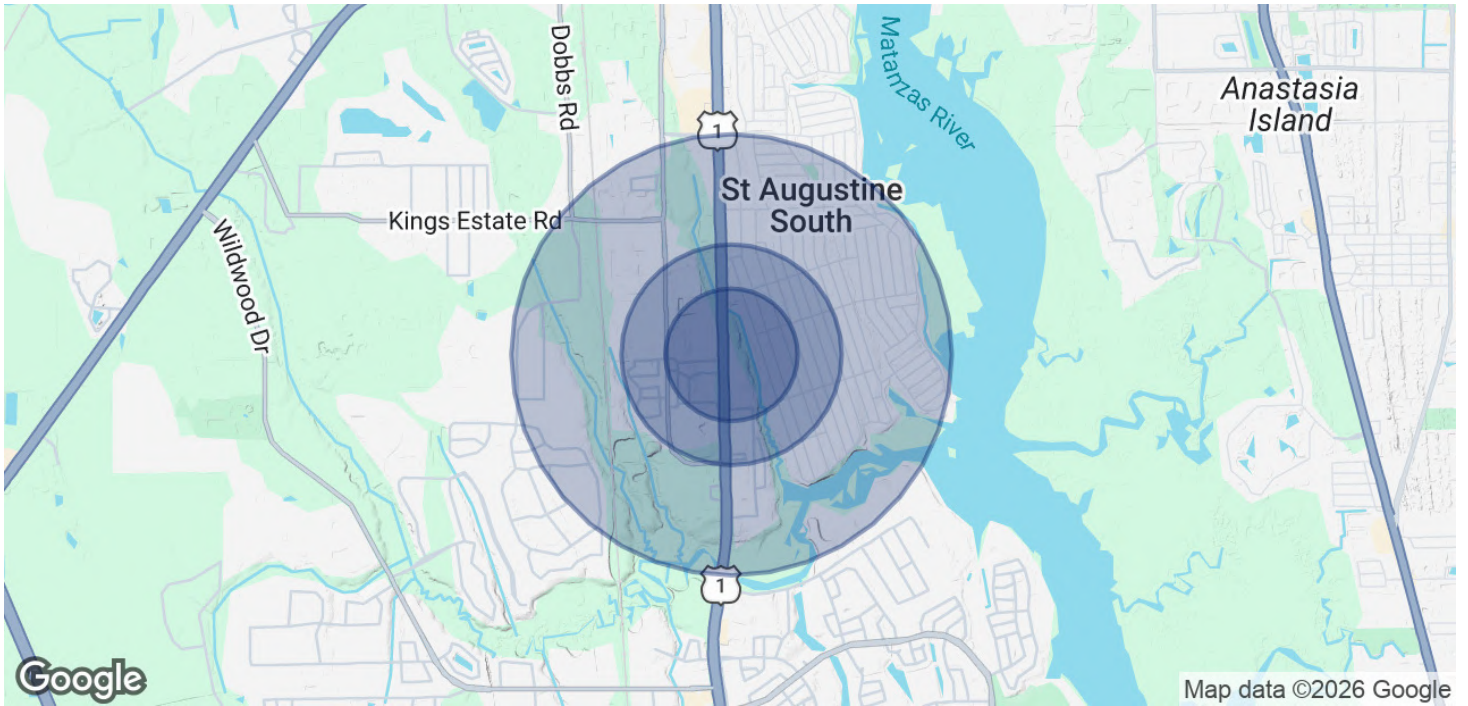 Dobbs Rd
Matanzas River
Anastasia
Island
1
St Augustine
South
Kings Estate Rd
Wildwood Dr
1
Google
Map data ©2026 Google